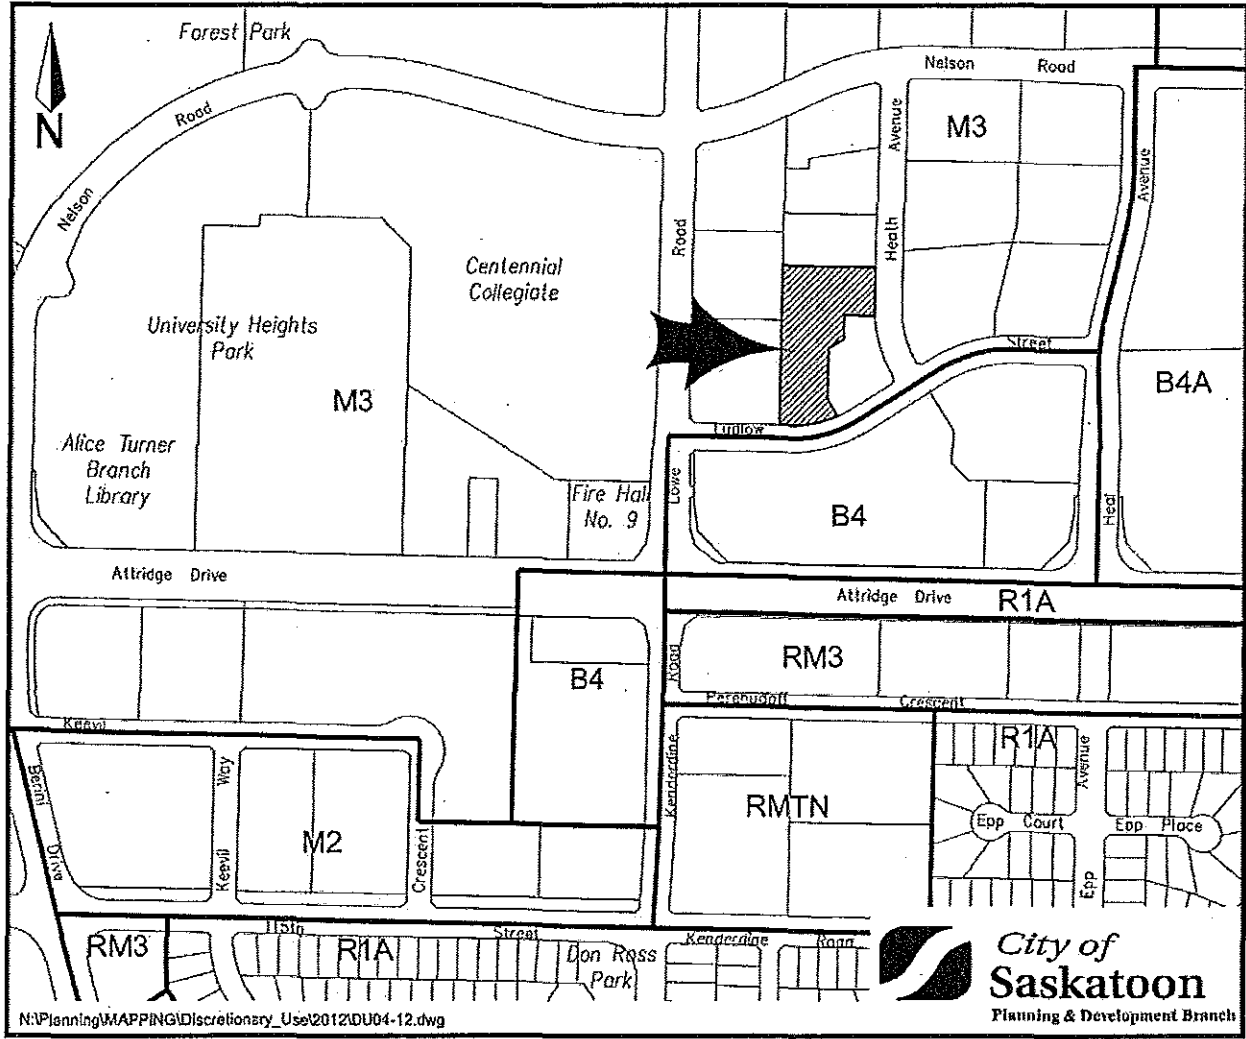 Forest Park
Nelson Road
Road
Nelson
N
M3
Avenue
Heath
Avenue
Road
Centennial
Collegiate
University Heights
Park
M3
Street
B4A
Alice Turner
Branch
Library
Ludlow
Lowe
Fire Hall
No. 9
B4
Attridge Drive
Attridge Drive
R1A
RM3
Road
B4
Perehudoff Crescent
Keevil
R1A
Avenue
Kenderdine
Berini
Way
RMTN
Epp Court
Epp Place
M2
Drive
Keevil
Crescent
Epp
115th Street
RM3
R1A
Don Ross
Park
Kenderdine Road
City of
Saskatoon
Planning & Development Branch
N:\Planning\MAPPING\Discretionary_Use\2012\DU04-12.dwg